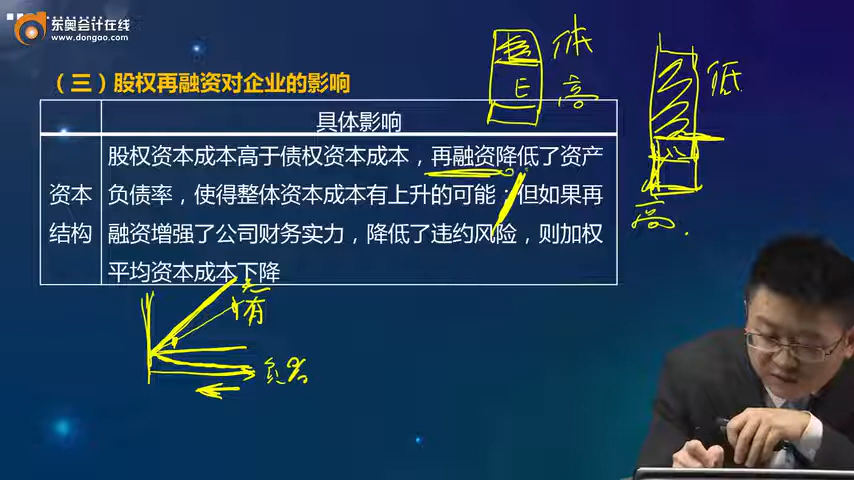 东奥会计在线
www.dongao.com
（三）股权再融资对企业的影响
具体影响
资本
结构
股权资本成本高于债权资本成本，再融资降低了资产
负债率，使得整体资本成本有上升的可能；但如果再
融资增强了公司财务实力，降低了违约风险，则加权
平均资本成本下降
E
高
低
高
无
有
负%